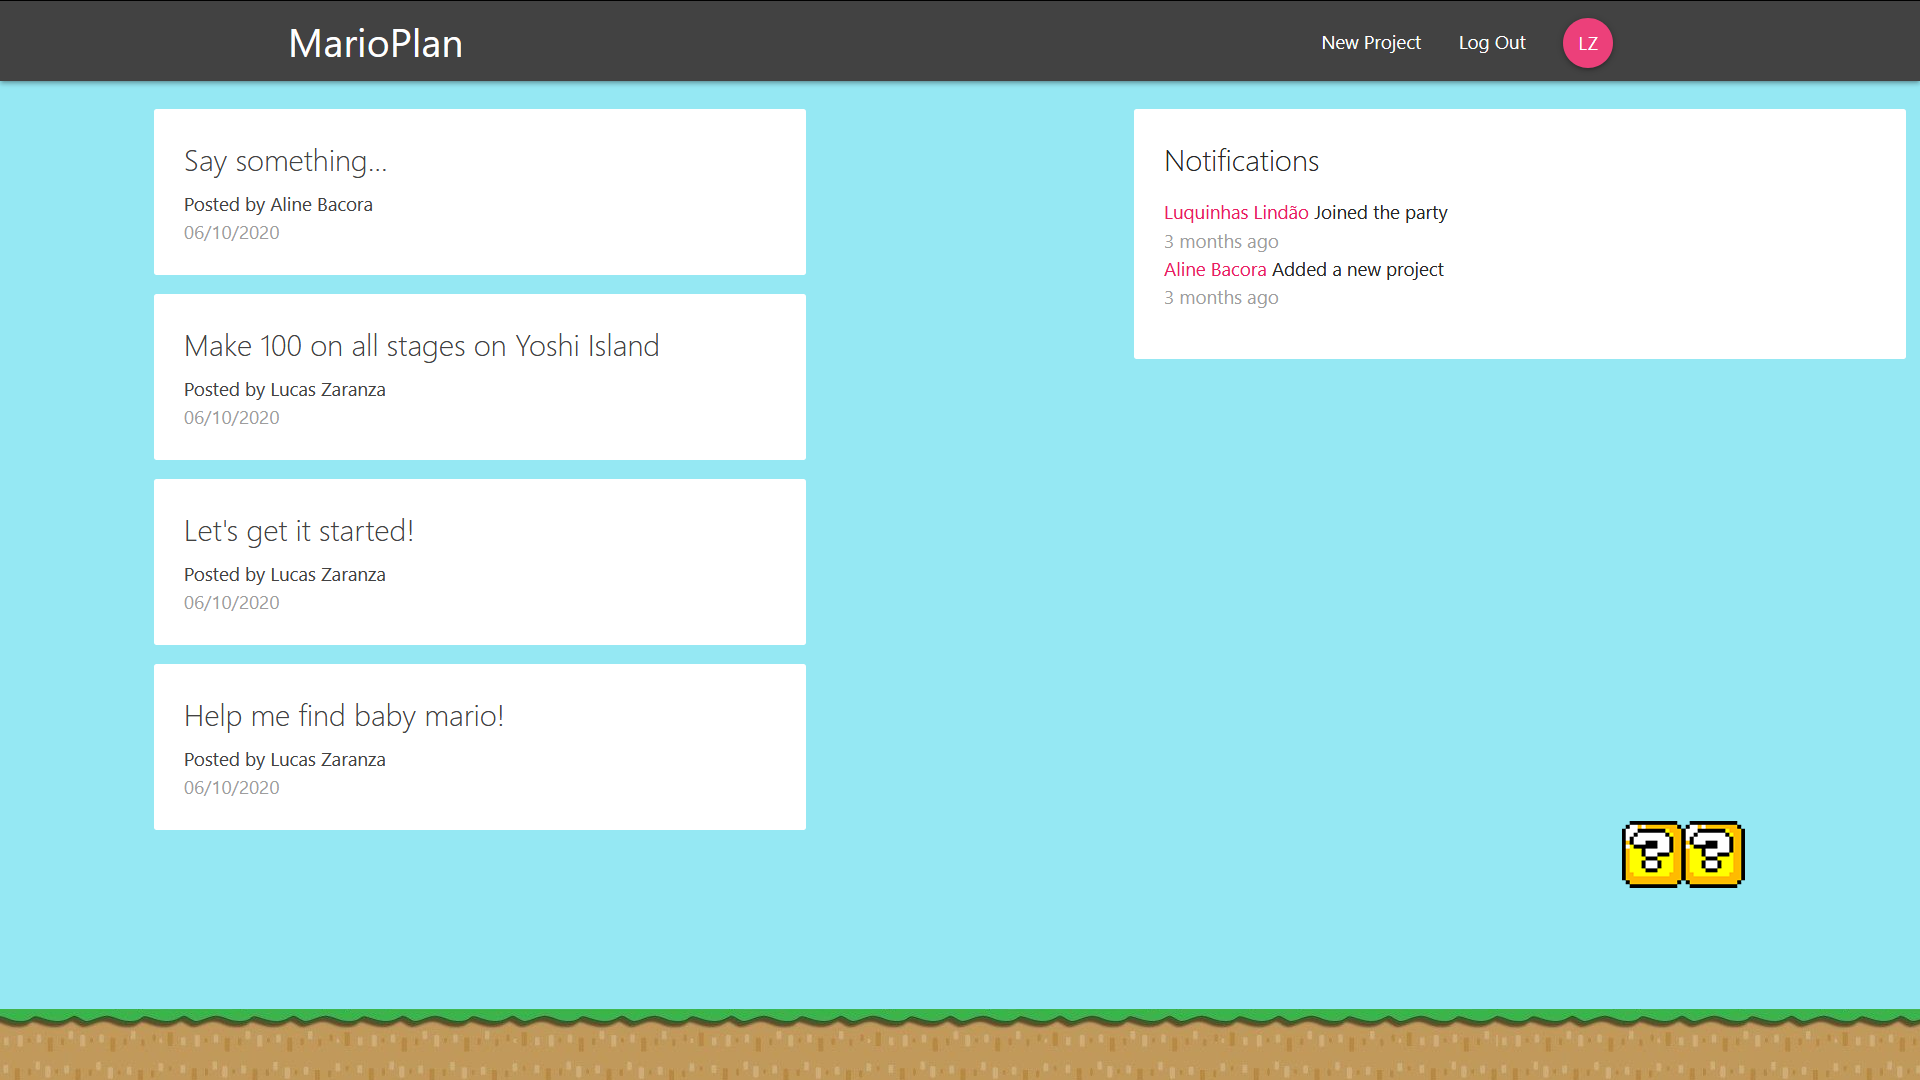 MarioPlan
New Project
Log Out
LZ
Say something...
Posted by Aline Bacora
06/10/2020
Make 100 on all stages on Yoshi Island
Posted by Lucas Zaranza
06/10/2020
Let's get it started!
Posted by Lucas Zaranza
06/10/2020
Help me find baby mario!
Posted by Lucas Zaranza
06/10/2020
Notifications
Luquinhas Lindão Joined the party
3 months ago
Aline Bacora Added a new project
3 months ago
? ?